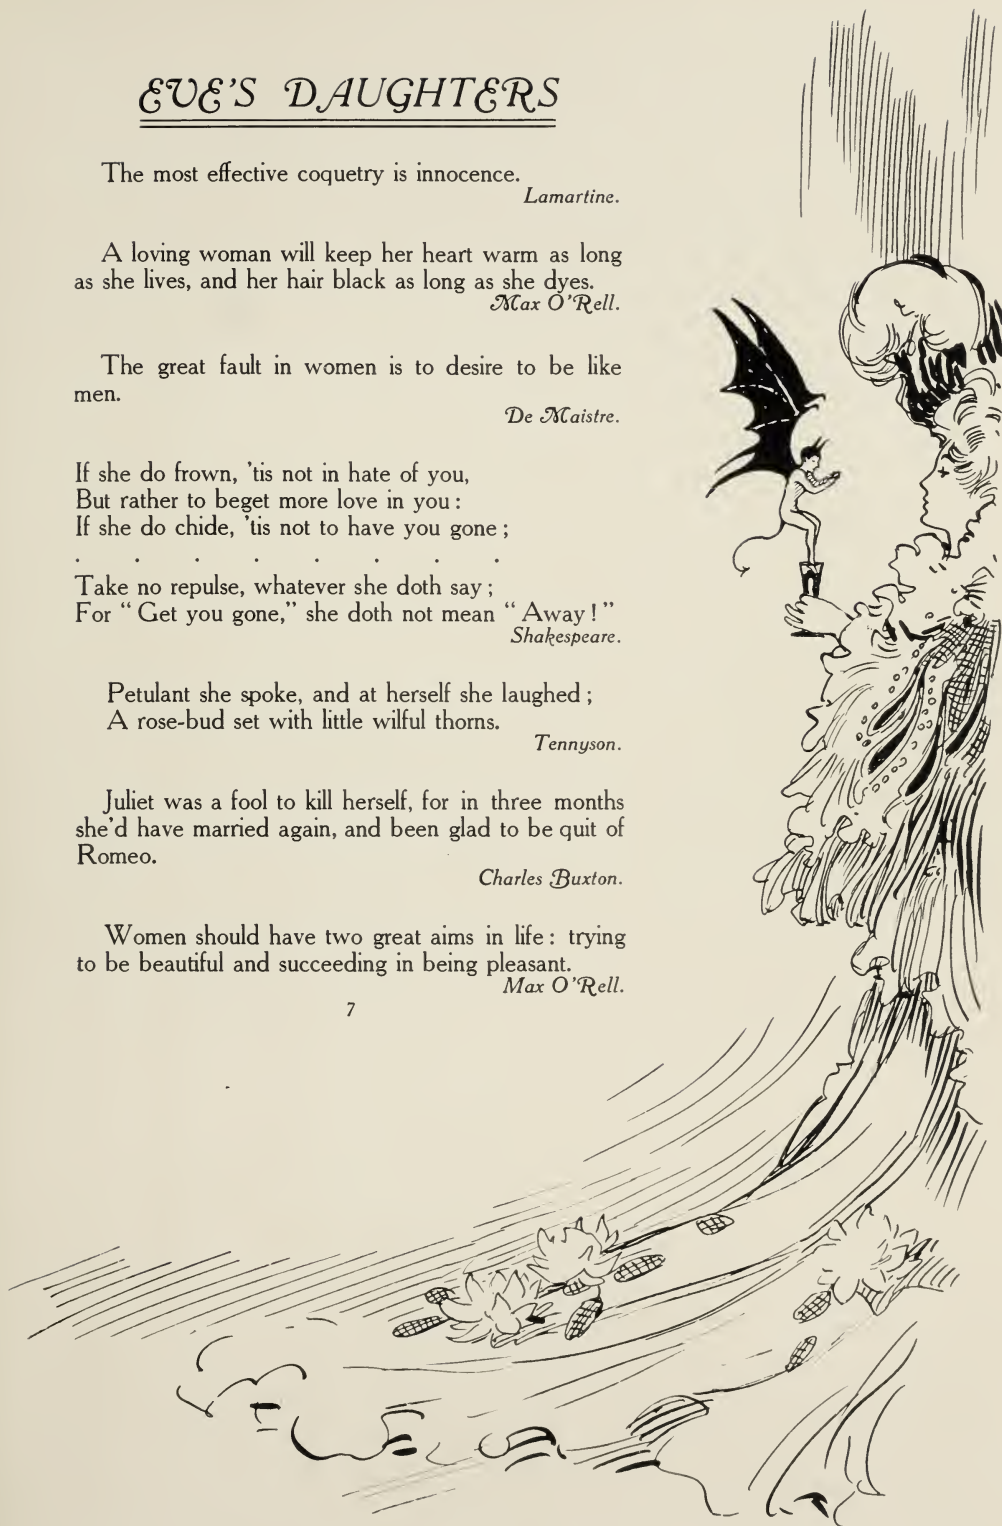 EVE'S DAUGHTERS
The most effective coquetry is innocence.
Lamartine.
A loving woman will keep her heart warm as long
as she lives, and her hair black as long as she dyes.
Max O'Rell.
The great fault in women is to desire to be like
men.
De Maistre.
If she do frown, 'tis not in hate of you,
But rather to beget more love in you :
If she do chide, 'tis not to have you gone ;
. . . . . . . .
Take no repulse, whatever she doth say ;
For “ Get you gone,” she doth not mean “ Away ! ”
Shakespeare.
Petulant she spoke, and at herself she laughed ;
A rose-bud set with little wilful thorns.
Tennyson.
Juliet was a fool to kill herself, for in three months
she'd have married again, and been glad to be quit of
Romeo.
Charles Buxton.
Women should have two great aims in life : trying
to be beautiful and succeeding in being pleasant.
Max O'Rell.
7